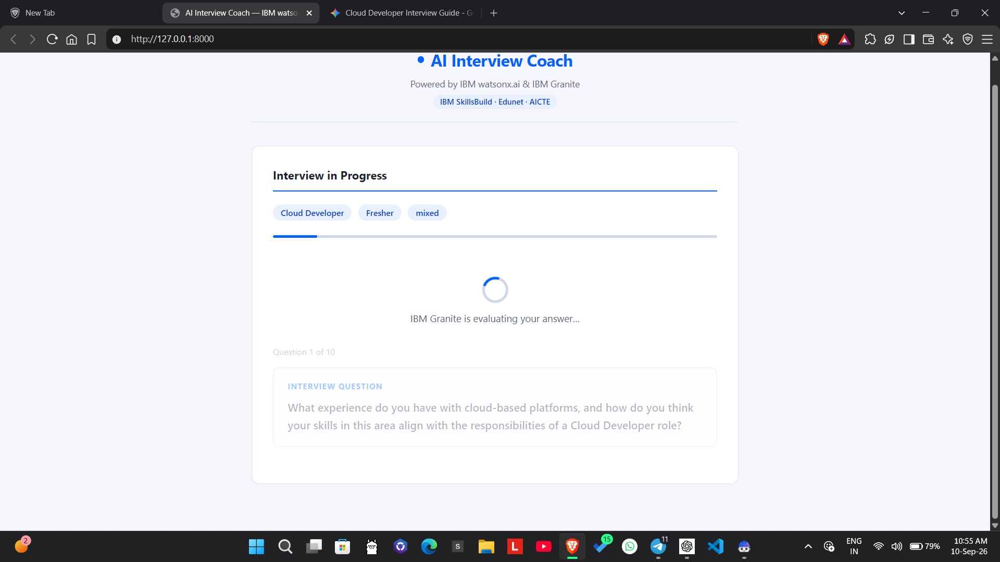 New Tab
AI Interview Coach — IBM watso
Cloud Developer Interview Guide - G
http://127.0.0.1:8000
AI Interview Coach
Powered by IBM watsonx.ai & IBM Granite
IBM SkillsBuild · Edunet · AICTE
Interview in Progress
Cloud Developer
Fresher
mixed
IBM Granite is evaluating your answer...
Question 1 of 10
INTERVIEW QUESTION
What experience do you have with cloud-based platforms, and how do you think
your skills in this area align with the responsibilities of a Cloud Developer role?
2
S
L
15
11
ENG
IN
79%
10:55 AM
10-Sep-26